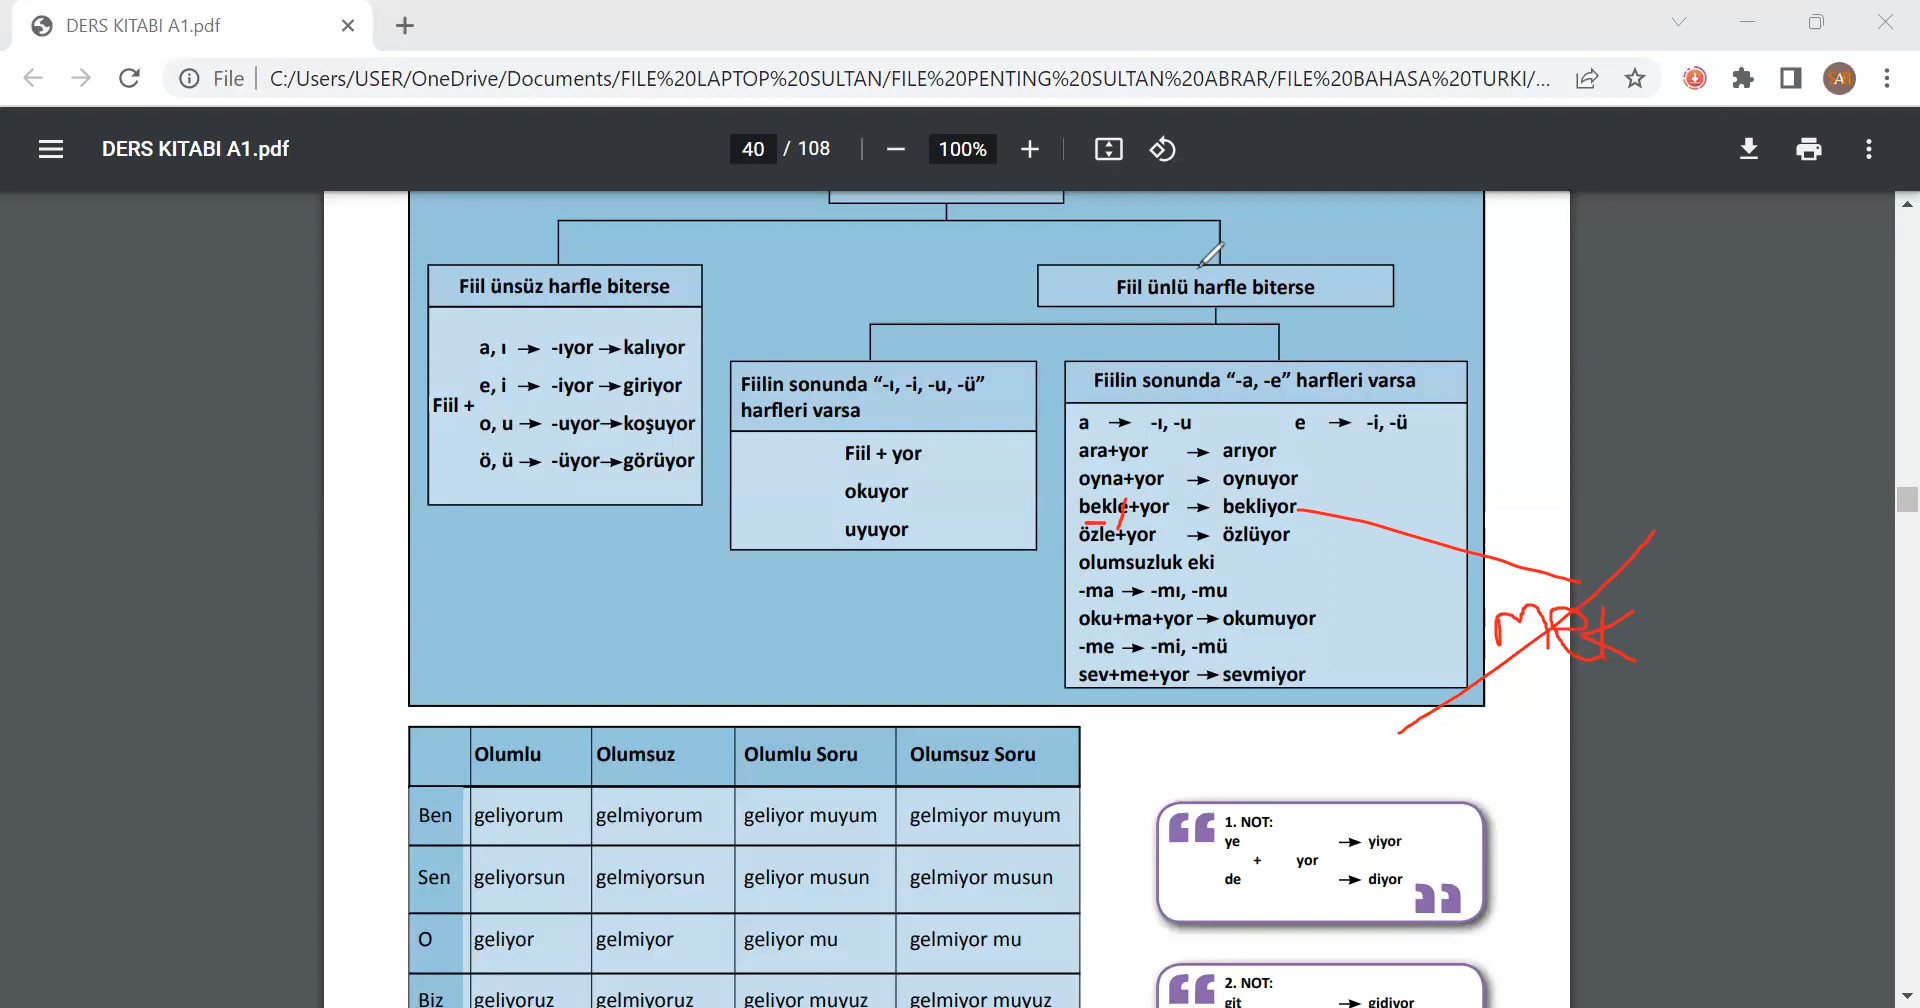 DERS KITABI A1.pdf
File C:/Users/USER/OneDrive/Documents/FILE%20LAPTOP%20SULTAN/FILE%20PENTING%20SULTAN%20ABRAR/FILE%20BAHASA%20TURKI/...
DERS KITABI A1.pdf 40 / 108 100%
Fiil ünsüz harfle biterse
Fiil +
a, ı → -ıyor → kalıyor
e, i → -iyor → giriyor
o, u → -uyor → koşuyor
ö, ü → -üyor → görüyor
Fiil ünlü harfle biterse
Fiilin sonunda “-ı, -i, -u, -ü”
harfleri varsa
Fiil + yor
okuyor
uyuyor
Fiilin sonunda “-a, -e” harfleri varsa
a → -ı, -u e → -i, -ü
ara+yor → arıyor
oyna+yor → oynuyor
bekle+yor → bekliyor
özle+yor → özlüyor
olumsuzluk eki
-ma → -mı, -mu
oku+ma+yor → okumuyor
-me → -mi, -mü
sev+me+yor → sevmiyor
Olumlu Olumsuz Olumlu Soru Olumsuz Soru
Ben geliyorum gelmiyorum geliyor muyum gelmiyor muyum
Sen geliyorsun gelmiyorsun geliyor musun gelmiyor musun
O geliyor gelmiyor geliyor mu gelmiyor mu
Biz geliyoruz gelmiyoruz geliyor muyuz gelmiyor muyuz
1. NOT:
ye → yiyor
+ yor
de → diyor
2. NOT:
git → gidiyor